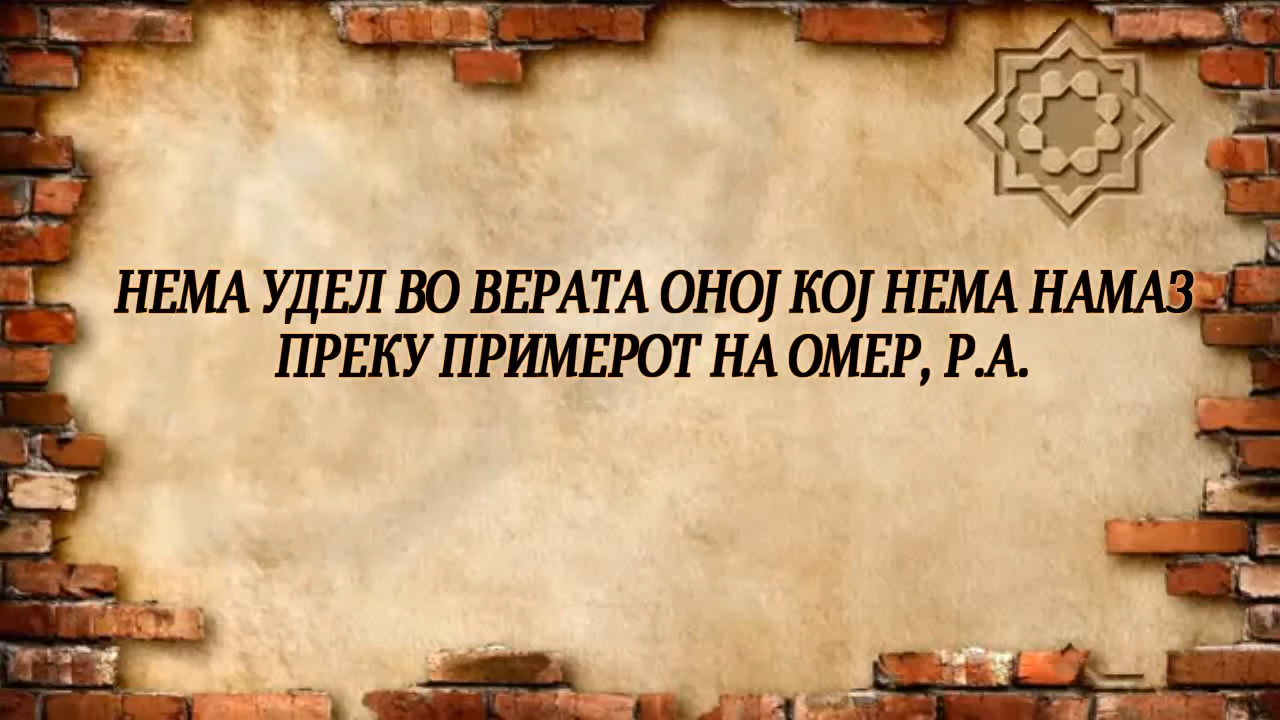 НЕМА УДЕЛ ВО ВЕРАТА ОНОЈ КОЈ НЕМА НАМАЗ
ПРЕКУ ПРИМЕРОТ НА ОМЕР, Р.А.